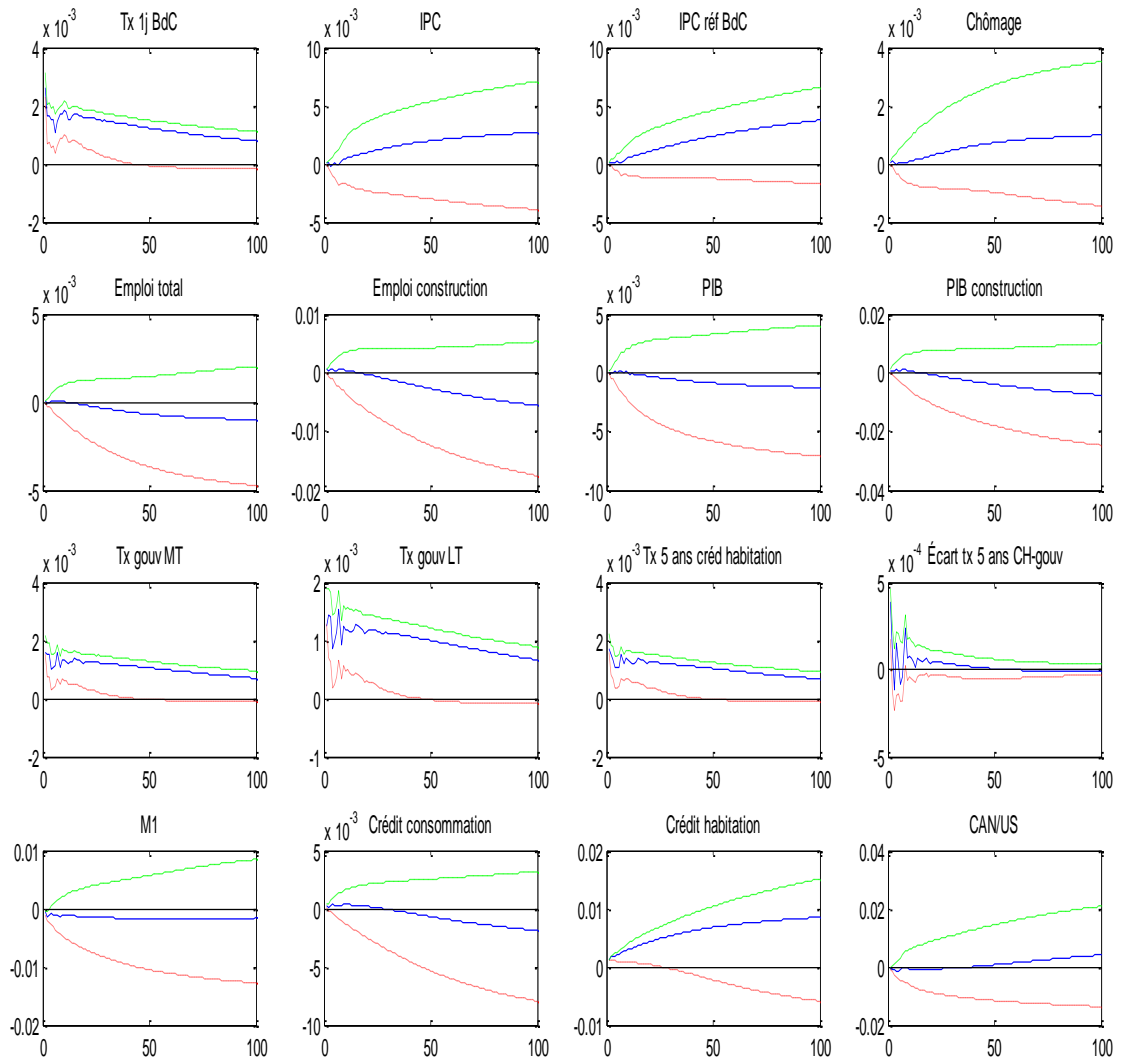 x 10-3 Tx 1j BdC
x 10-3 IPC
x 10-3 IPC réf BdC
x 10-3 Chômage
4
2
0
-2
0 50 100
10
5
0
-5
0 50 100
10
5
0
-5
0 50 100
4
2
0
-2
0 50 100
x 10-3 Emploi total
Emploi construction
x 10-3 PIB
PIB construction
5
0
-5
0 50 100
0.01
0
-0.01
-0.02
0 50 100
5
0
-5
-10
0 50 100
0.02
0
-0.02
-0.04
0 50 100
x 10-3 Tx gouv MT
x 10-3 Tx gouv LT
x 10-3 Tx 5 ans créd habitation
x 10-4 Écart tx 5 ans CH-gouv
4
2
0
-2
0 50 100
2
1
0
-1
0 50 100
4
2
0
-2
0 50 100
5
0
-5
0 50 100
M1
x 10-3 Crédit consommation
Crédit habitation
CAN/US
0.01
0
-0.01
-0.02
0 50 100
5
0
-5
-10
0 50 100
0.02
0.01
0
-0.01
0 50 100
0.04
0.02
0
-0.02
0 50 100